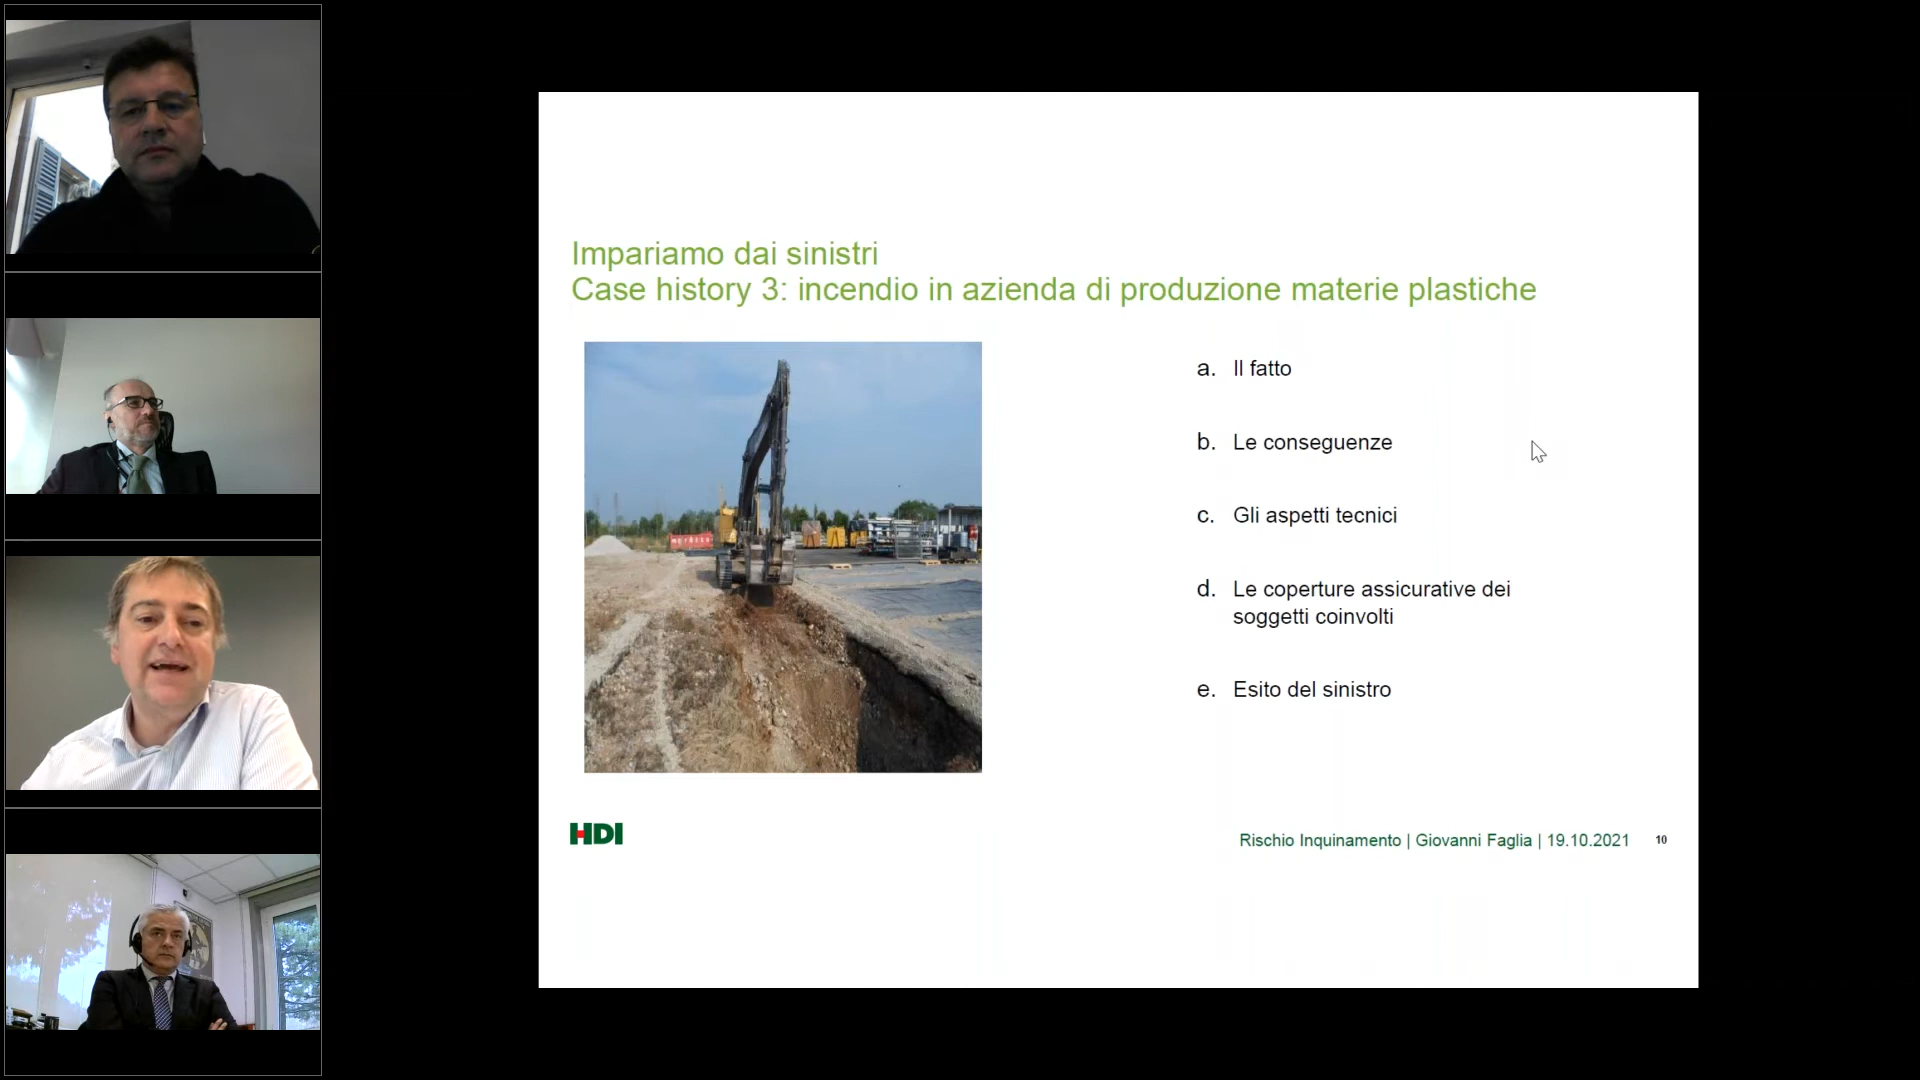 Impariamo dai sinistri
Case history 3: incendio in azienda di produzione materie plastiche
a. Il fatto
b. Le conseguenze
c. Gli aspetti tecnici
d. Le coperture assicurative dei
soggetti coinvolti
e. Esito del sinistro
HDI
Rischio Inquinamento | Giovanni Faglia | 19.10.2021 10